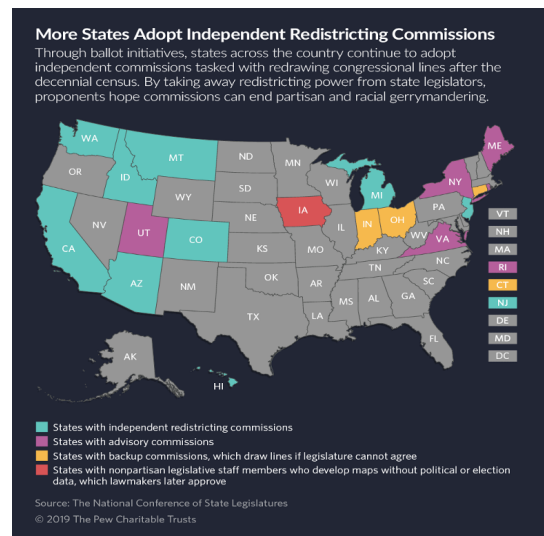 More States Adopt Independent Redistricting Commissions
Through ballot initiatives, states across the country continue to adopt
independent commissions tasked with redrawing congressional lines after the
decennial census. By taking away redistricting power from state legislators,
proponents hope commissions can end partisan and racial gerrymandering.
WA
MT
ND
MN
ME
OR
ID
SD
WI
MI
NY
WY
IA
PA
VT
NE
NV
UT
CO
IL
IN
OH
WV
VA
NH
CA
KS
MO
KY
MA
NC
TN
RI
AZ
NM
OK
AR
SC
CT
MS
AL
GA
NJ
TX
LA
DE
FL
MD
AK
DC
HI
States with independent redistricting commissions
States with advisory commissions
States with backup commissions, which draw lines if legislature cannot agree
States with nonpartisan legislative staff members who develop maps without political or election
data, which lawmakers later approve
Source: The National Conference of State Legislatures
© 2019 The Pew Charitable Trusts